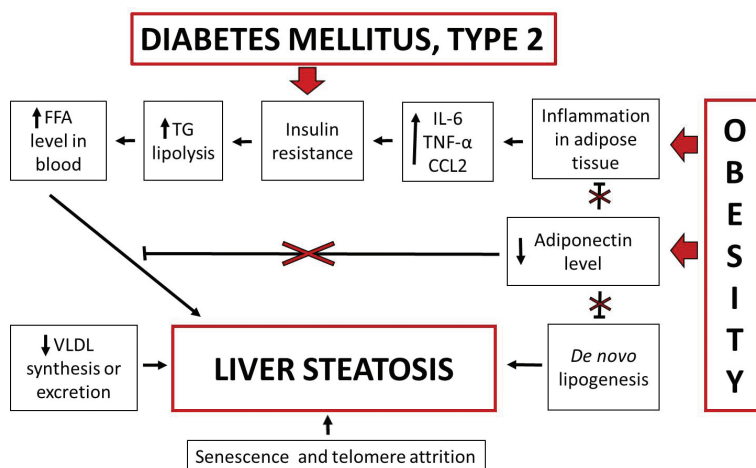 DIABETES MELLITUS, TYPE 2
↑FFA
level in
blood
↑TG
lipolysis
Insulin
resistance
IL-6
TNF-α
CCL2
Inflammation
in adipose
tissue
O
B
E
S
I
T
Y
Adiponectin
level
↓VLDL
synthesis or
excretion
LIVER STEATOSIS
De novo
lipogenesis
Senescence and telomere attrition